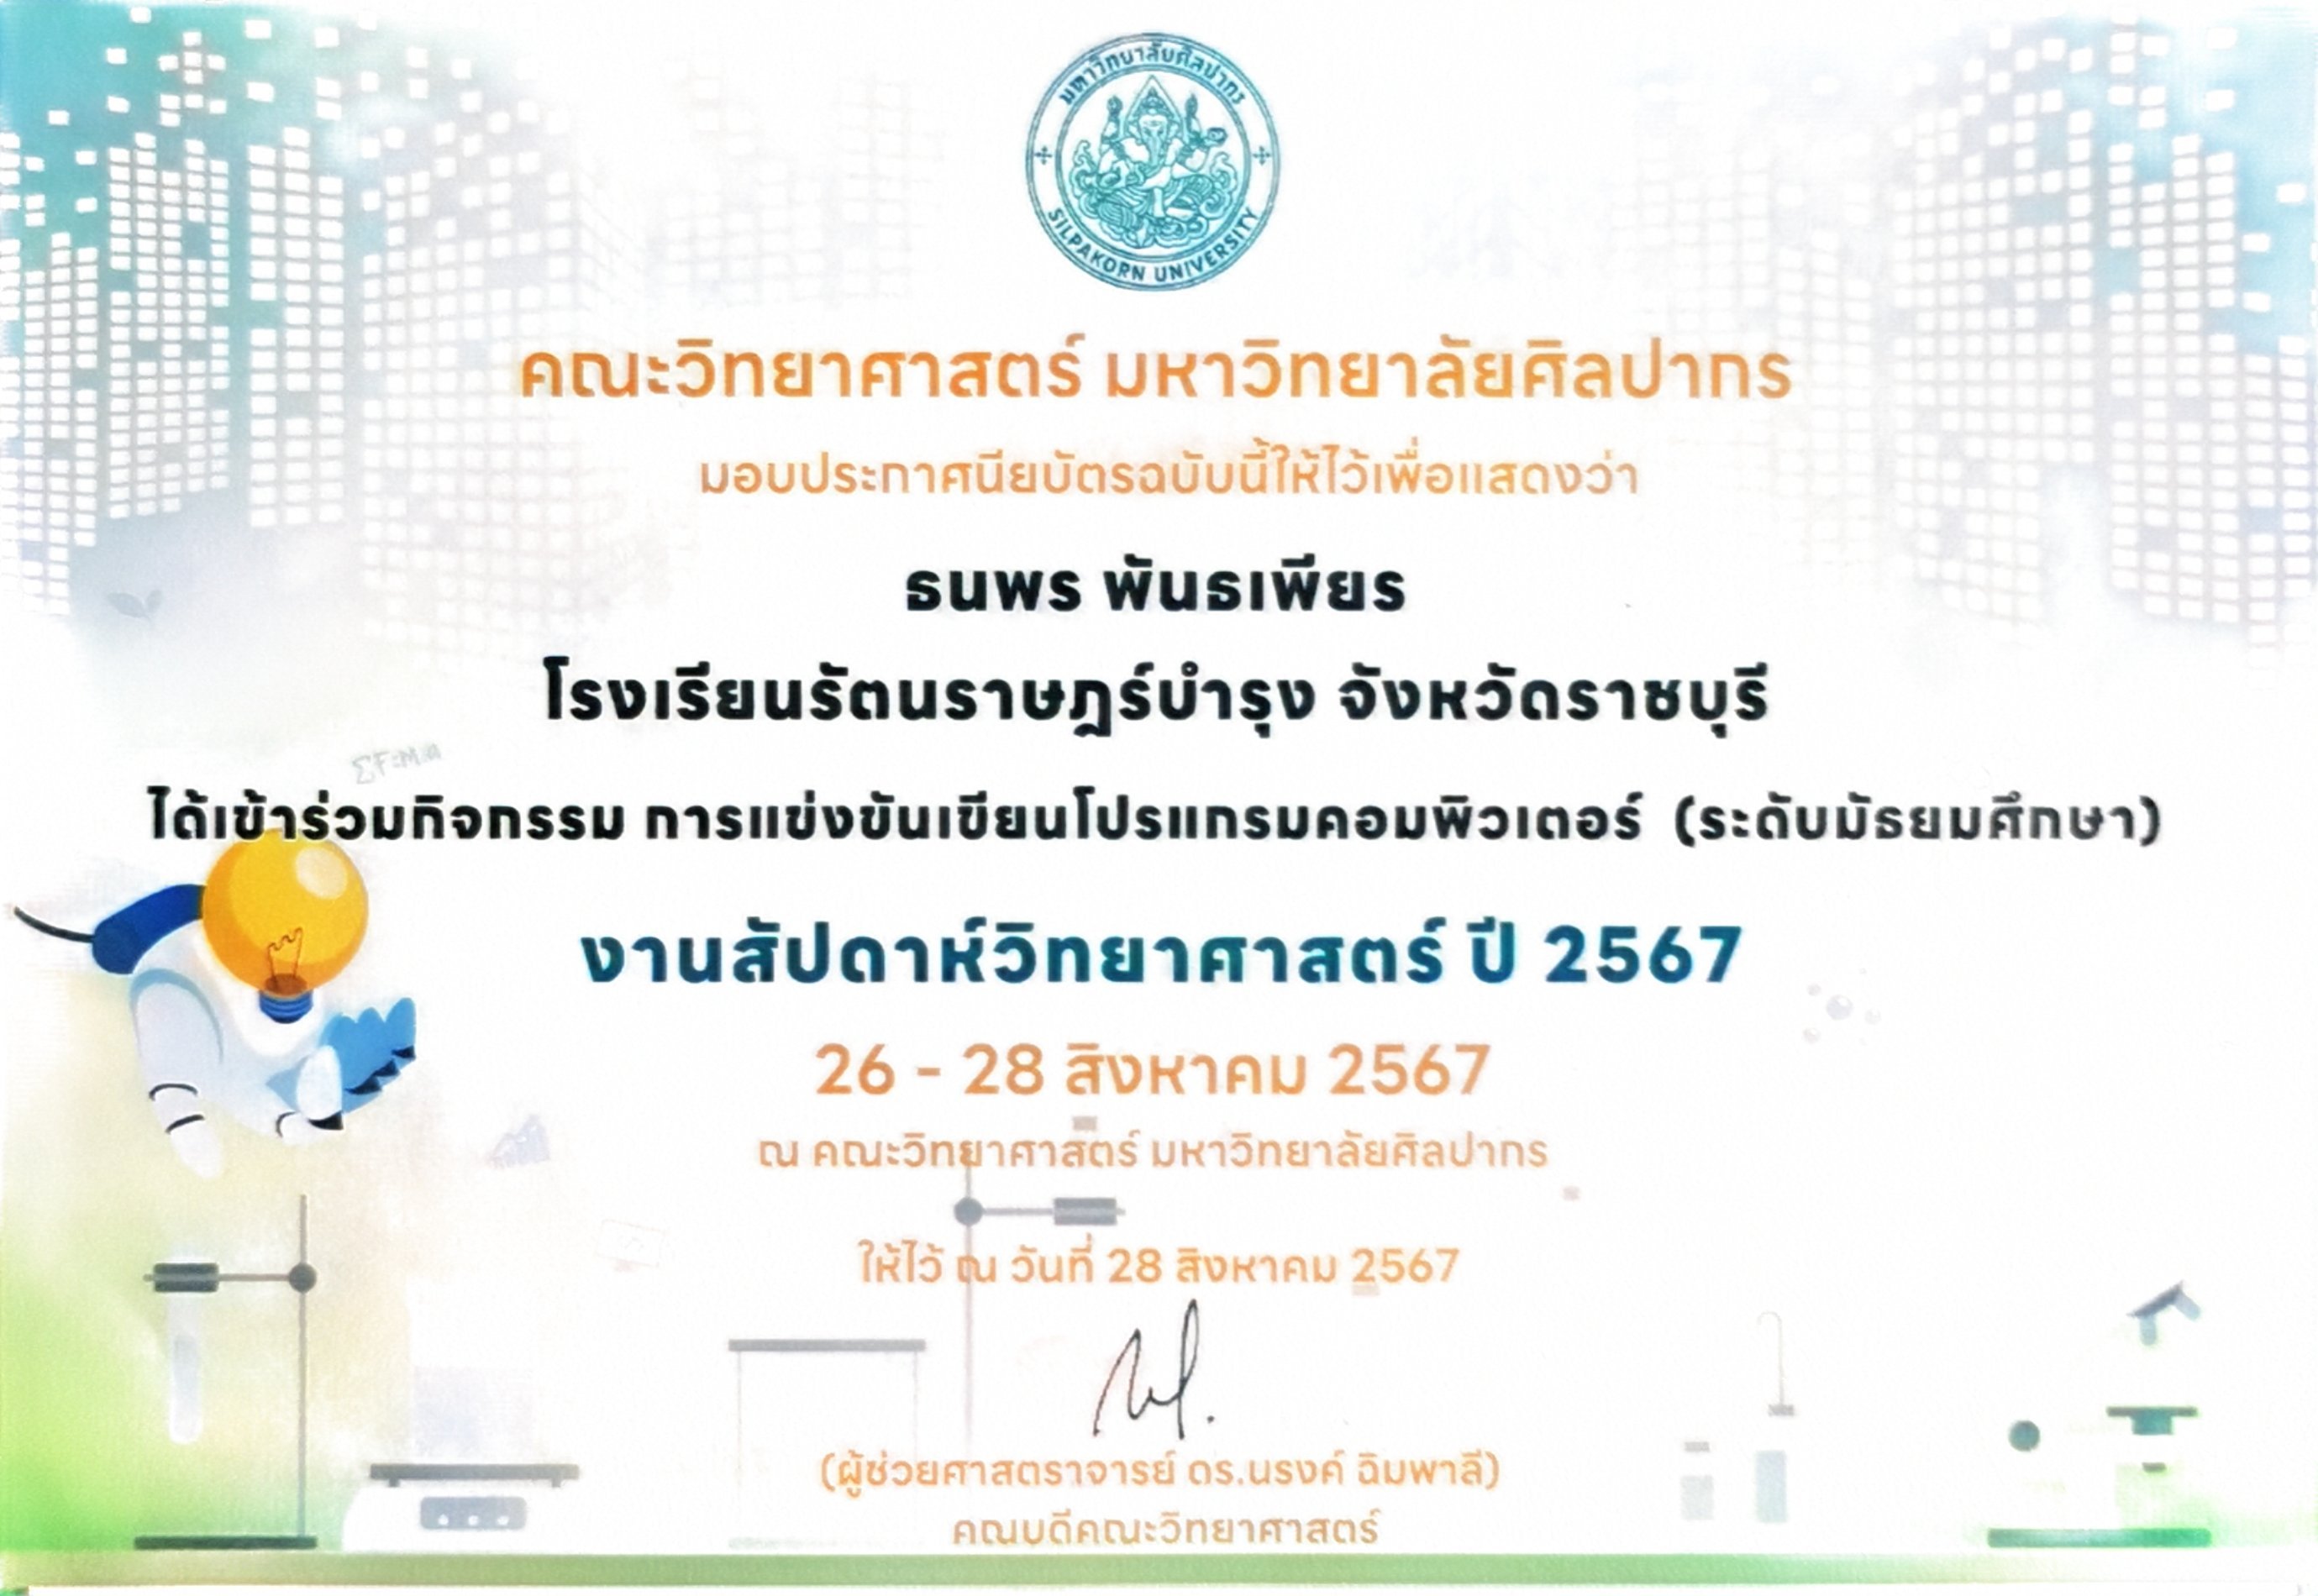 มหาวิทยาลัยศิลปากร
SILPAKORN UNIVERSITY
คณะวิทยาศาสตร์ มหาวิทยาลัยศิลปากร
มอบประกาศนียบัตรฉบับนี้ให้ไว้เพื่อแสดงว่า
ธนพร พันธเพียร
โรงเรียนรัตนราษฎร์บำรุง จังหวัดราชบุรี
ΣF=Ma
ได้เข้าร่วมกิจกรรม การแข่งขันเขียนโปรแกรมคอมพิวเตอร์ (ระดับมัธยมศึกษา)
งานสัปดาห์วิทยาศาสตร์ ปี 2567
26 - 28 สิงหาคม 2567
ณ คณะวิทยาศาสตร์ มหาวิทยาลัยศิลปากร
ให้ไว้ ณ วันที่ 28 สิงหาคม 2567
(ผู้ช่วยศาสตราจารย์ ดร.นรงค์ ฉิมพาลี)
คณบดีคณะวิทยาศาสตร์